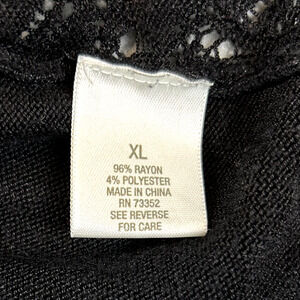 XL
96% RAYON
4% POLYESTER
MADE IN CHINA
RN 73352
SEE REVERSE
FOR CARE